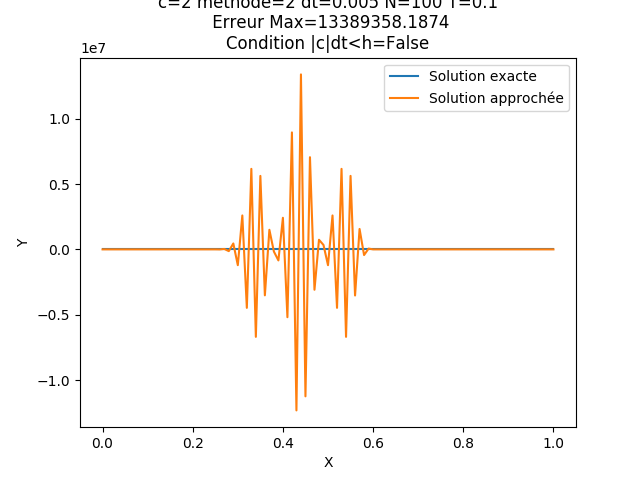 c=2 methode=2 dt=0.005 N=100 T=0.1
Erreur Max=13389358.1874
Condition |c|dt<h=False
1e7
Solution exacte
Solution approchée
1.0
0.5
0.0
−0.5
−1.0
Y
0.0 0.2 0.4 0.6 0.8 1.0
X